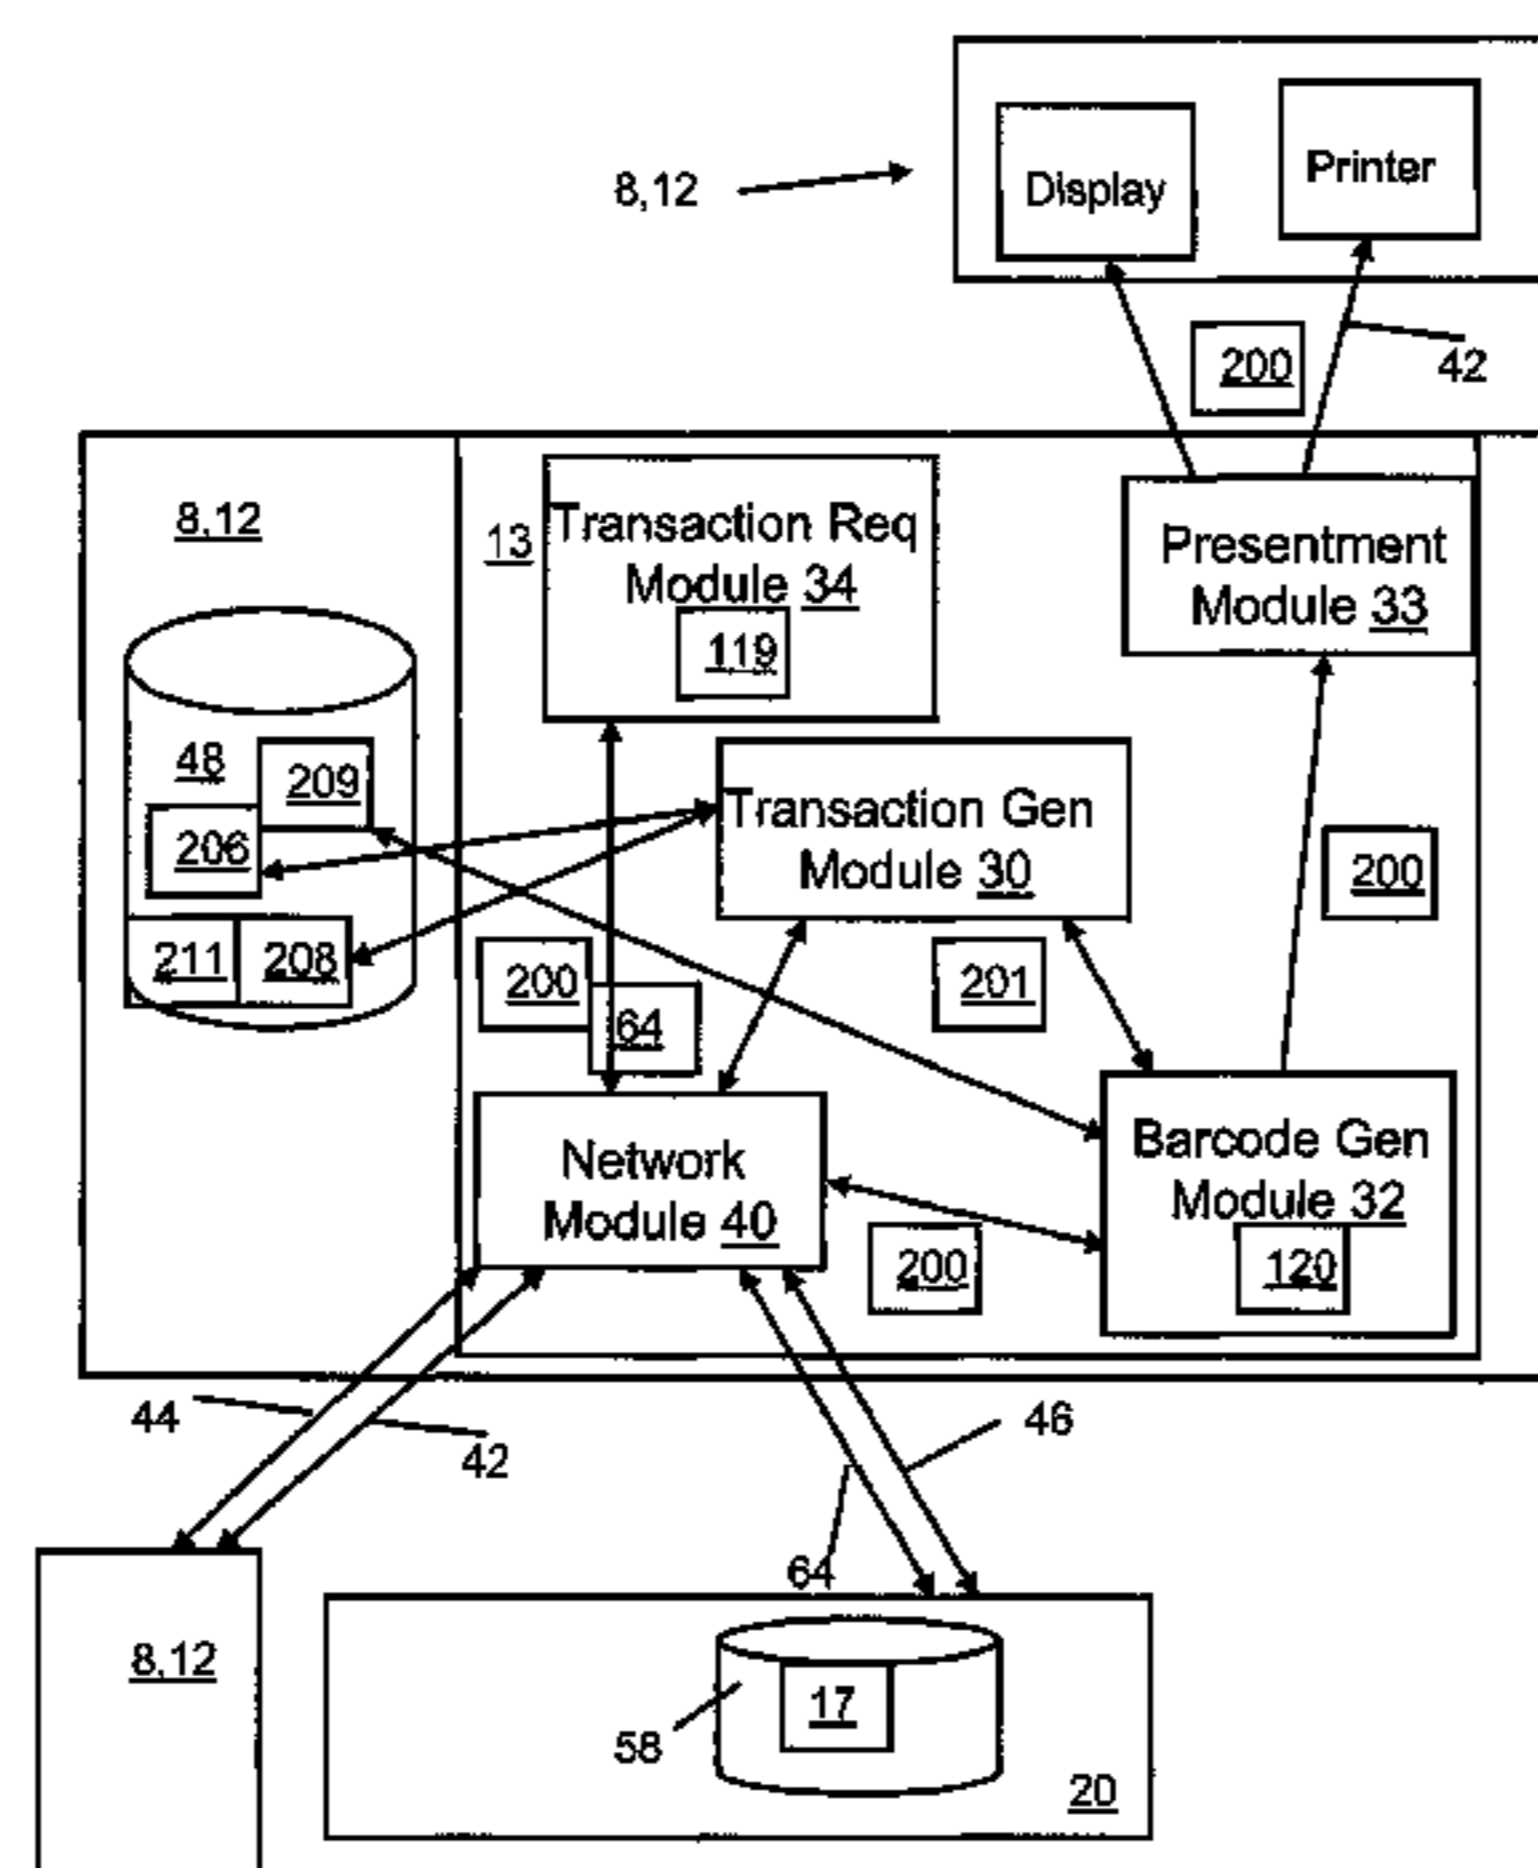 8,12
Display
Printer
200
42
8,12
13
Transaction Req
Module 34
119
Presentment
Module 33
48
209
206
211
208
Transaction Gen
Module 30
200
200
64
201
Network
Module 40
Barcode Gen
Module 32
120
200
44
42
46
64
8,12
58
17
20